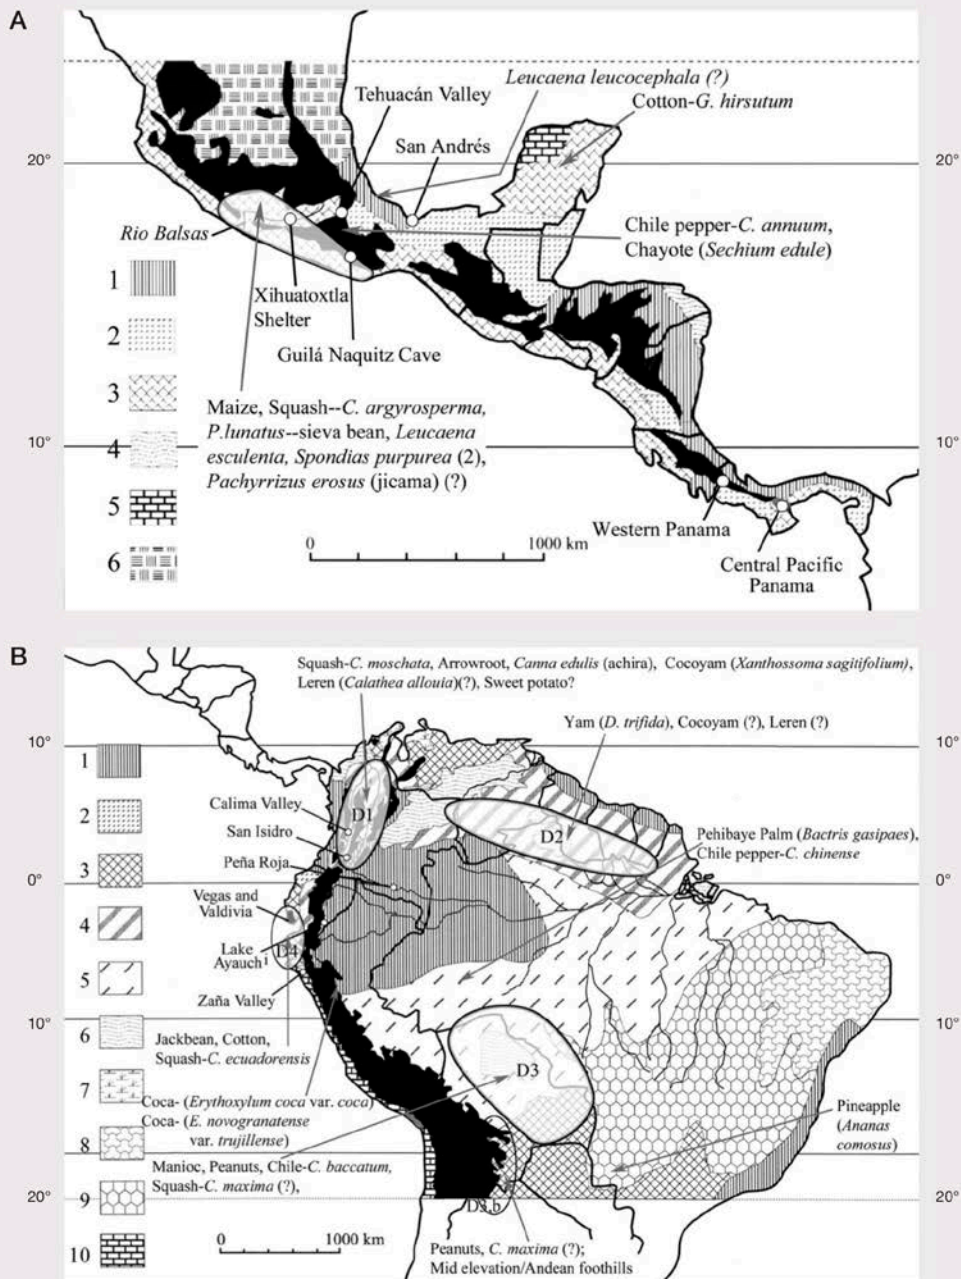 A
Leucaena leucocephala (?)
Cotton-G. hirsutum
Tehuacán Valley
San Andrés
20°
20°
Chile pepper-C. annuum,
Chayote (Sechium edule)
Rio Balsas
Xihuatoxtla
Shelter
Guilá Naquitz Cave
1
2
3
4
5
6
Maize, Squash--C. argyrosperma,
P.lunatus--sieva bean, Leucaena
esculenta, Spondias purpurea (2),
Pachyrrizus erosus (jicama) (?)
10°
10°
Western Panama
Central Pacific
Panama
0
1000 km
B
Squash-C. moschata, Arrowroot, Canna edulis (achira), Cocoyam (Xanthossoma sagitifolium),
Leren (Calathea allouia)(?), Sweet potato?
Yam (D. trifida), Cocoyam (?), Leren (?)
10°
10°
1
2
3
4
5
6
7
8
9
10
Calima Valley
D1
San Isidro
D2
Peña Roja
Pehibaye Palm (Bactris gasipaes),
Chile pepper-C. chinense
0°
0°
Vegas and
Valdivia
D4
Lake
Ayauch¹
Zaña Valley
10°
10°
Jackbean, Cotton,
Squash-C. ecuadorensis
D3
Coca- (Erythoxylum coca var. coca)
Coca- (E. novogranatense
var. trujillense)
Pineapple
(Ananas
comosus)
Manioc, Peanuts, Chile-C. baccatum,
Squash-C. maxima (?),
20°
20°
D3.b
0
1000 km
Peanuts, C. maxima (?);
Mid elevation/Andean foothills